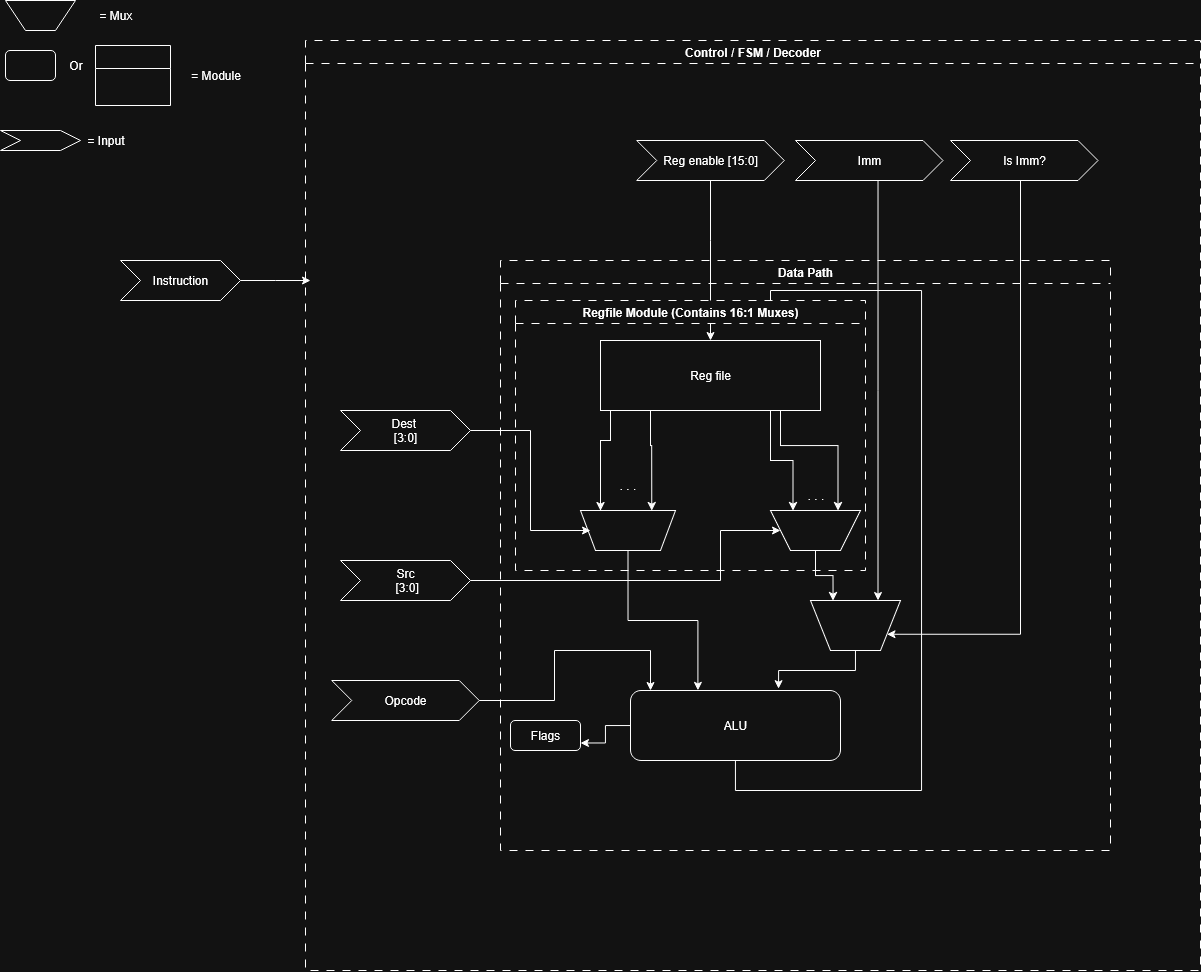 = Mux
Or
= Module
= Input
Control / FSM / Decoder
Reg enable [15:0]
Imm
Is Imm?
Instruction
Data Path
Regfile Module (Contains 16:1 Muxes)
Reg file
Dest
[3:0]
. . .
. . .
Src
[3:0]
Opcode
ALU
Flags